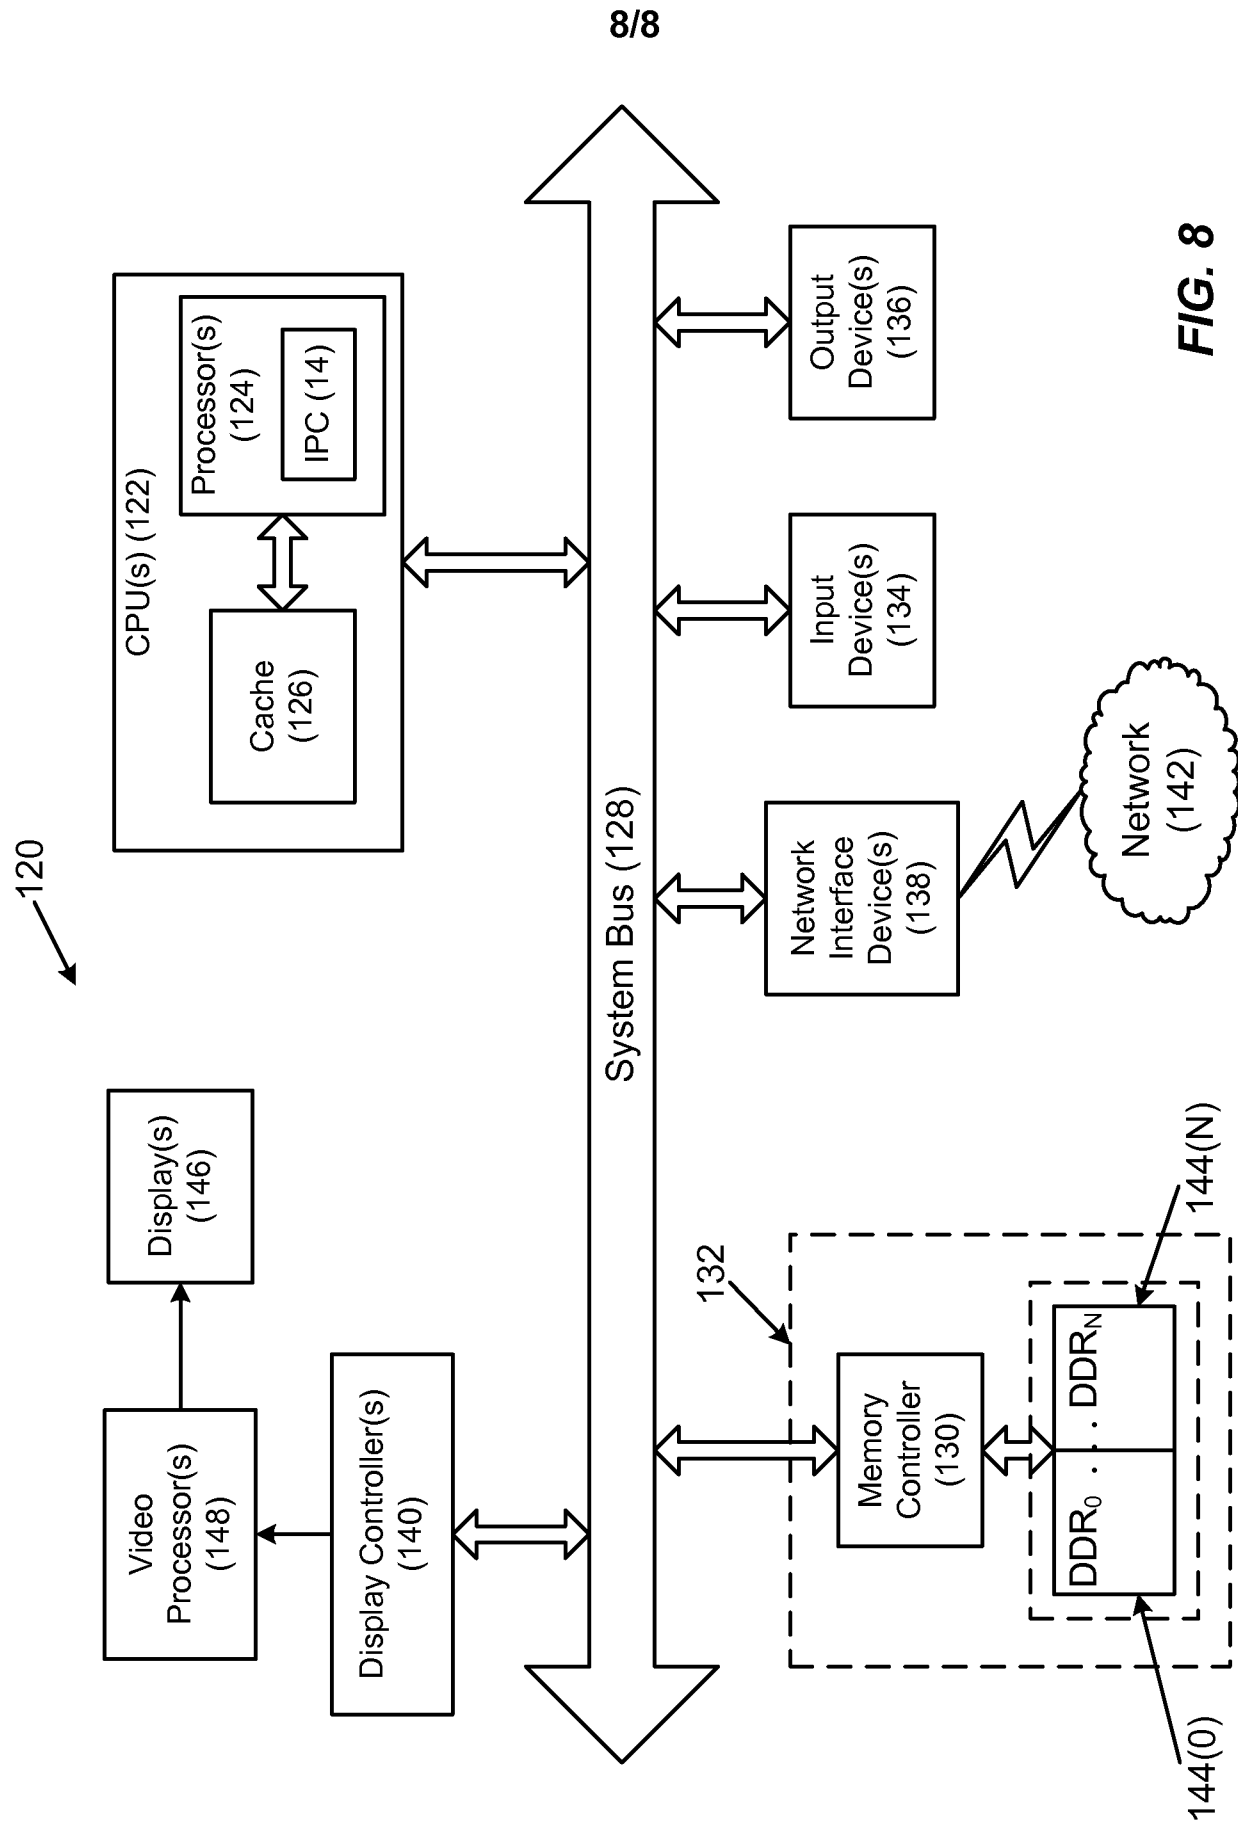 8/8
120
CPU(s) (122)
Cache
(126)
Processor(s)
(124)
IPC (14)
Display(s)
(146)
Video
Processor(s)
(148)
Display Controller(s)
(140)
System Bus (128)
132
Memory
Controller
(130)
DDR0 . . . DDRN
144(0)
144(N)
Network
Interface
Device(s)
(138)
Network
(142)
Input
Device(s)
(134)
Output
Device(s)
(136)
FIG. 8